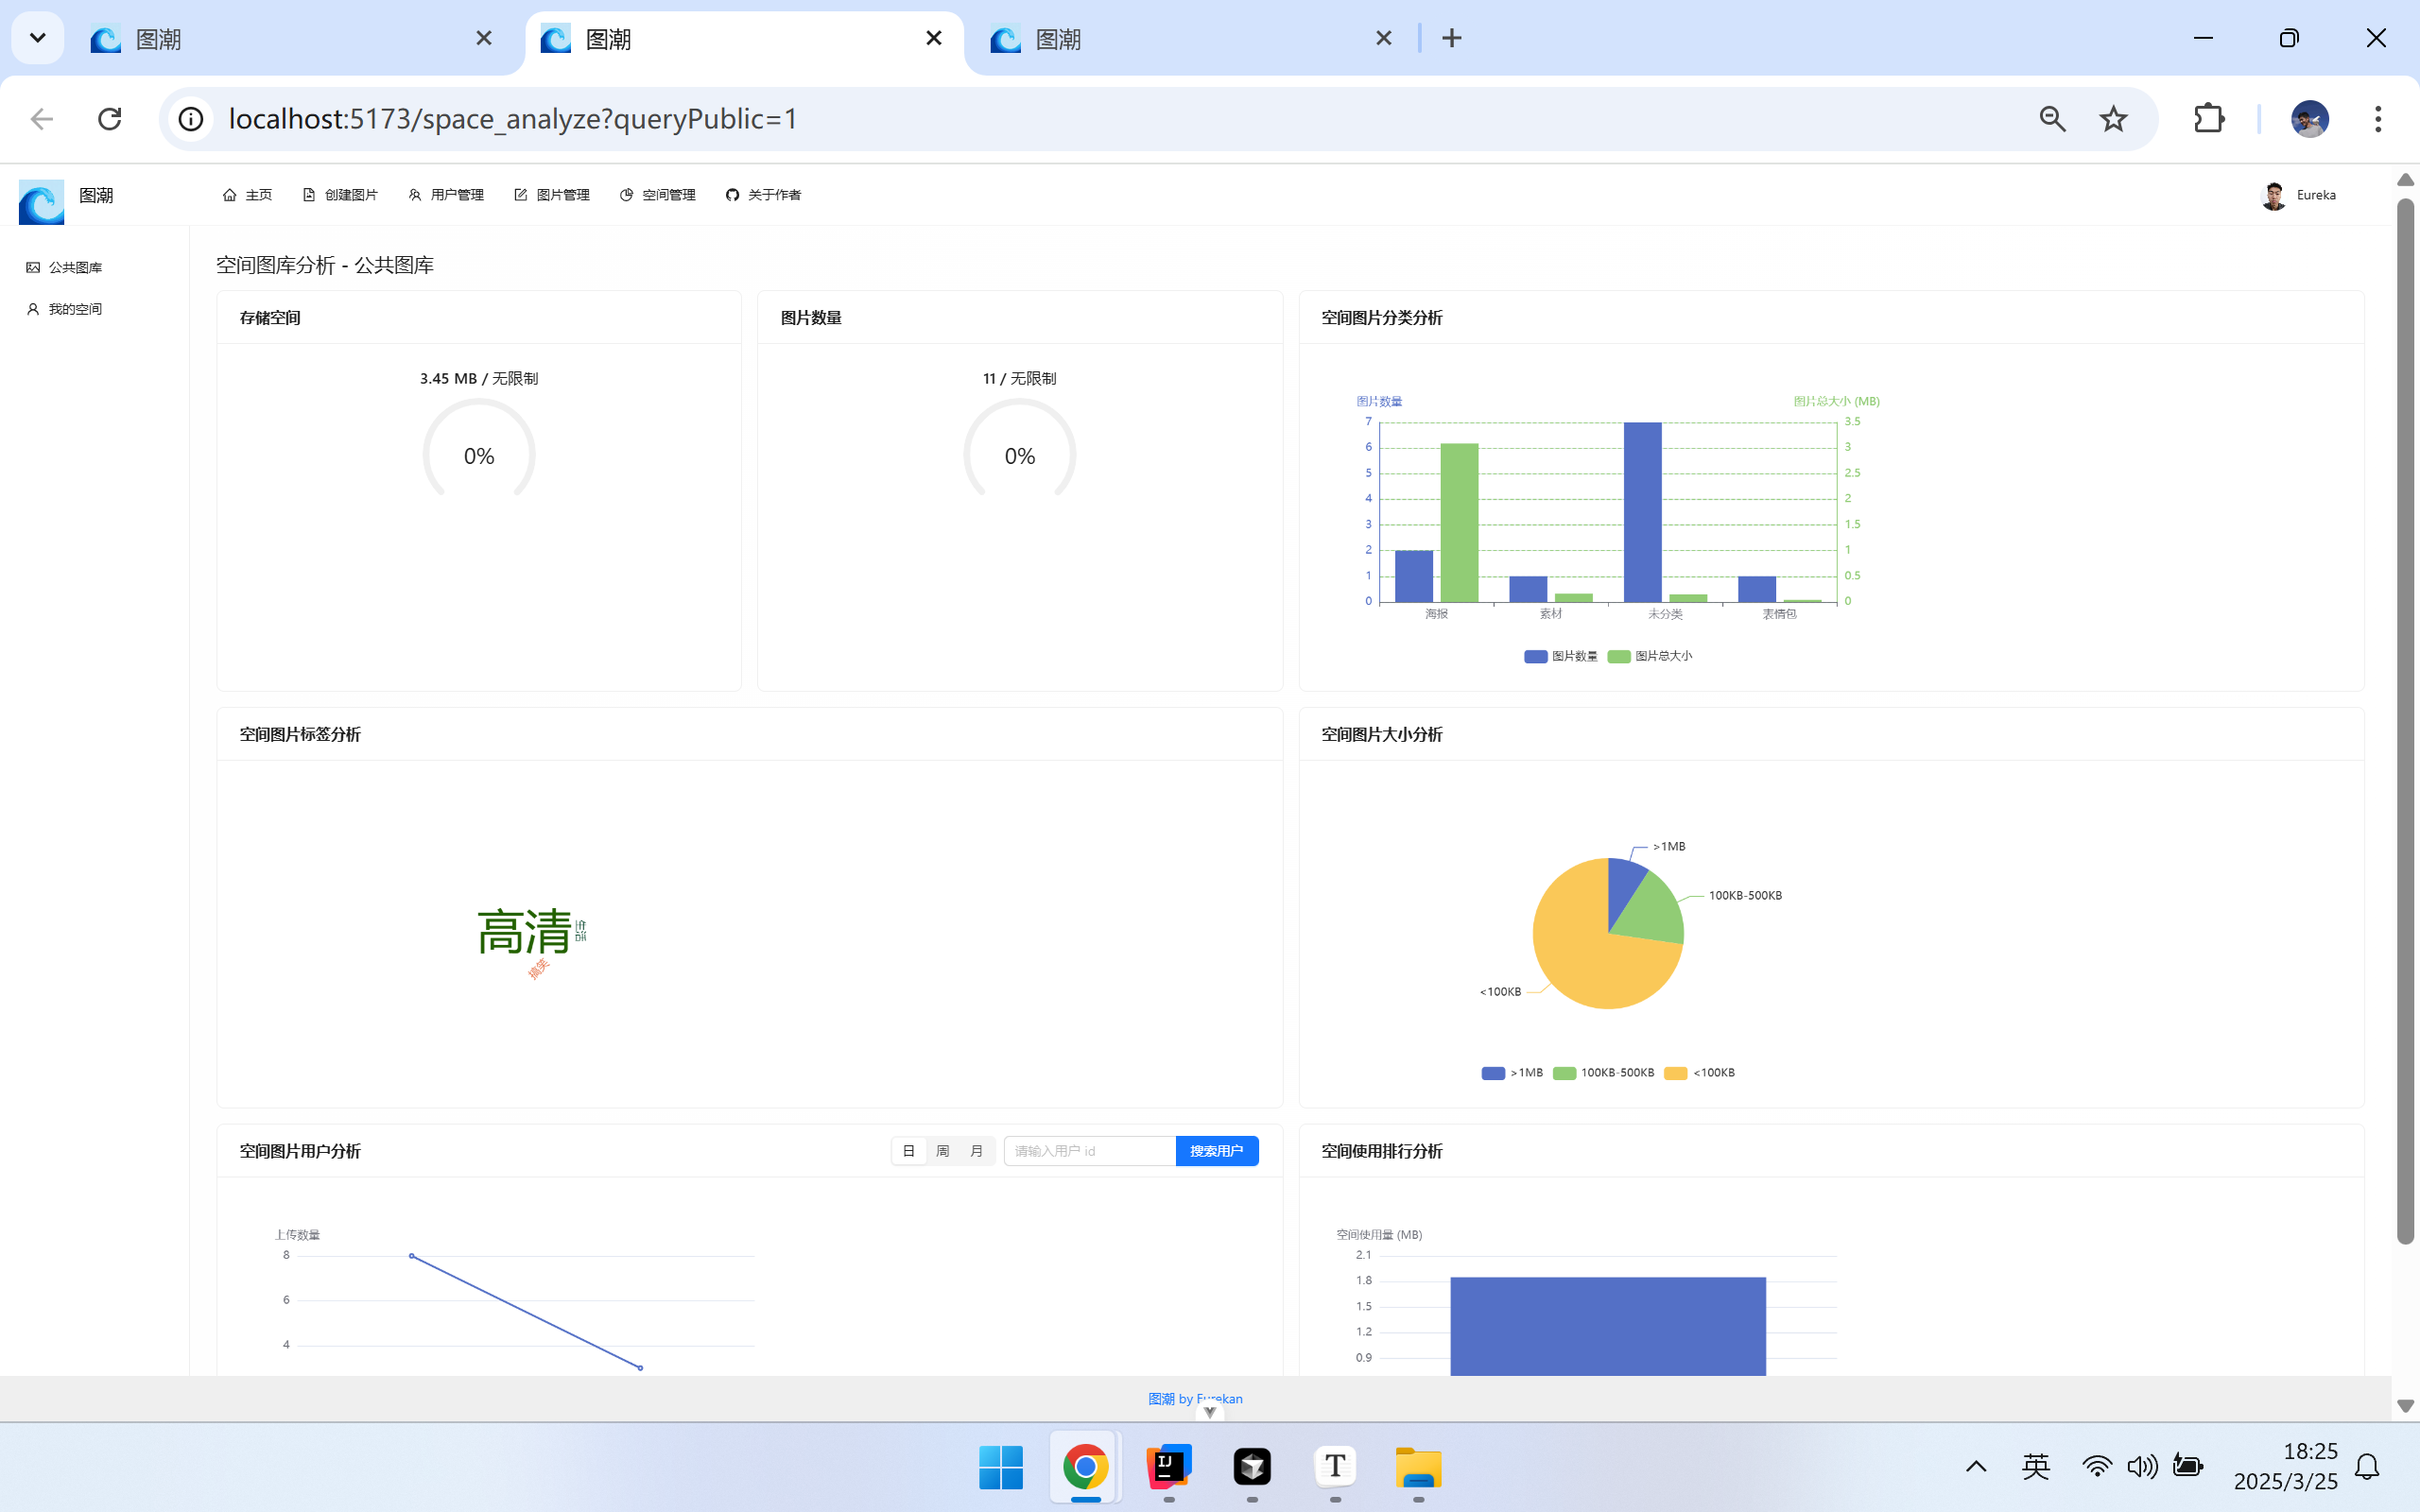 图潮
图潮
图潮
localhost:5173/space_analyze?queryPublic=1
图潮
主页
创建图片
用户管理
图片管理
空间管理
关于作者
Eureka
公共图库
我的空间
空间图库分析 - 公共图库
存储空间
3.45 MB / 无限制
0%
图片数量
11 / 无限制
0%
空间图片分类分析
图片数量
图片总大小 (MB)
7
6
5
4
3
2
1
0
3.5
3
2.5
2
1.5
1
0.5
0
海报
素材
未分类
表情包
图片数量
图片总大小
空间图片标签分析
高清
生活
搞笑
空间图片大小分析
>1MB
100KB-500KB
<100KB
>1MB
100KB-500KB
<100KB
空间图片用户分析
日
周
月
请输入用户 id
搜索用户
上传数量
8
6
4
空间使用排行分析
空间使用量 (MB)
2.1
1.8
1.5
1.2
0.9
图潮 by Eurekan
IJ
T
英
18:25
2025/3/25